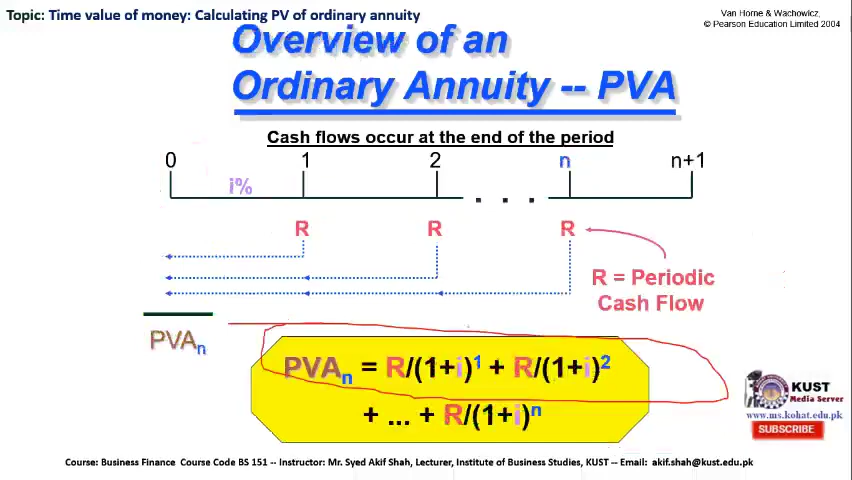 Topic: Time value of money: Calculating PV of ordinary annuity
Van Horne & Wachowicz,
© Pearson Education Limited 2004
Overview of an
Ordinary Annuity -- PVA
Cash flows occur at the end of the period
0 1 2 n n+1
i%
. . .
R R R
R = Periodic
Cash Flow
PVAn
PVAn = R/(1+i)1 + R/(1+i)2
+ ... + R/(1+i)n
KUST
Media Server
www.ms.kohat.edu.pk
SUBSCRIBE
Course: Business Finance Course Code BS 151 -- Instructor: Mr. Syed Akif Shah, Lecturer, Institute of Business Studies, KUST -- Email: akif.shah@kust.edu.pk